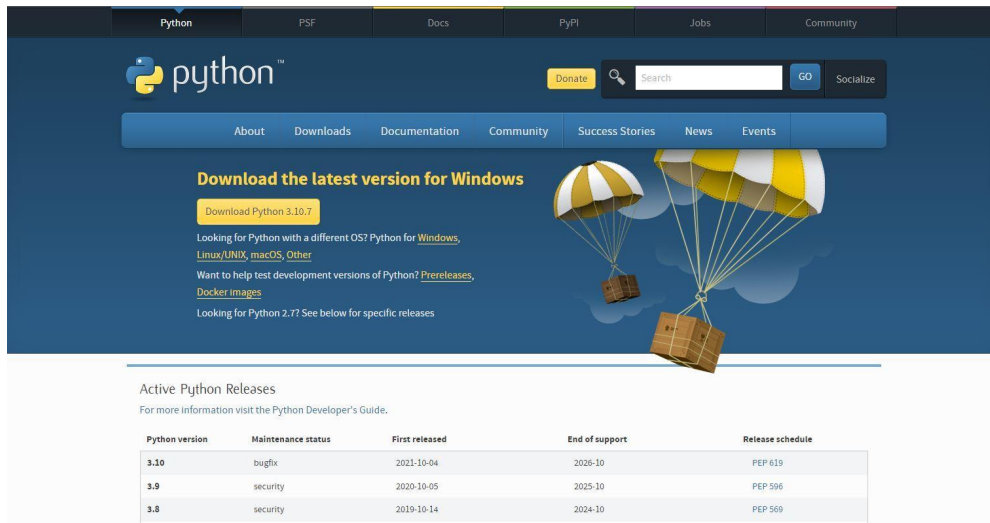 Python PSF Docs PyPI Jobs Community
python™
Donate Search GO Socialize
About Downloads Documentation Community Success Stories News Events
Download the latest version for Windows
Download Python 3.10.7
Looking for Python with a different OS? Python for Windows,
Linux/UNIX, macOS, Other
Want to help test development versions of Python? Prereleases,
Docker images
Looking for Python 2.7? See below for specific releases
Active Python Releases
For more information visit the Python Developer's Guide.
Python version Maintenance status First released End of support Release schedule
3.10 bugfix 2021-10-04 2026-10 PEP 619
3.9 security 2020-10-05 2025-10 PEP 596
3.8 security 2019-10-14 2024-10 PEP 569